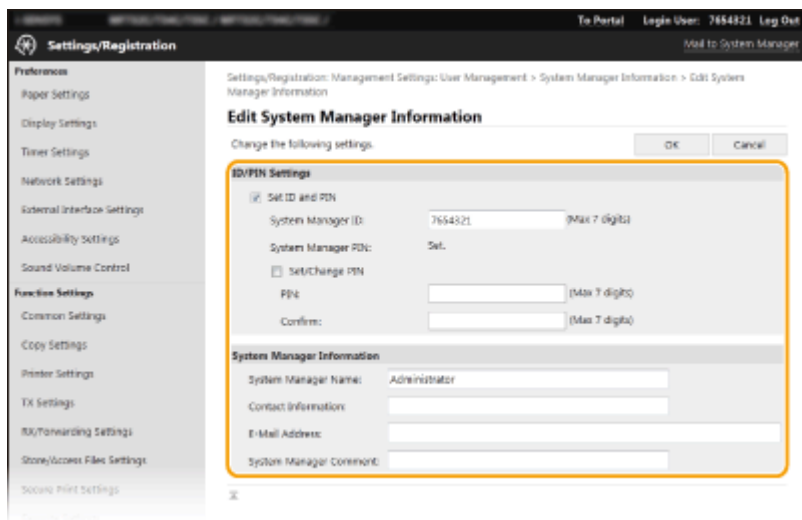 To Portal Login User: 7654321 Log Out
Settings/Registration
Mail to System Manager
Preferences
Paper Settings
Display Settings
Timer Settings
Network Settings
External Interface Settings
Accessibility Settings
Sound Volume Control
Function Settings
Common Settings
Copy Settings
Printer Settings
TX Settings
RX/Forwarding Settings
Store/Access Files Settings
Secure Print Settings
Settings/Registration: Management Settings: User Management > System Manager Information > Edit System
Manager Information
Edit System Manager Information
Change the following settings.
OK Cancel
ID/PIN Settings
Set ID and PIN
System Manager ID: 7654321 (Max 7 digits)
System Manager PIN: Set.
Set/Change PIN
PIN: (Max 7 digits)
Confirm: (Max 7 digits)
System Manager Information
System Manager Name: Administrator
Contact Information:
E-Mail Address:
System Manager Comment: